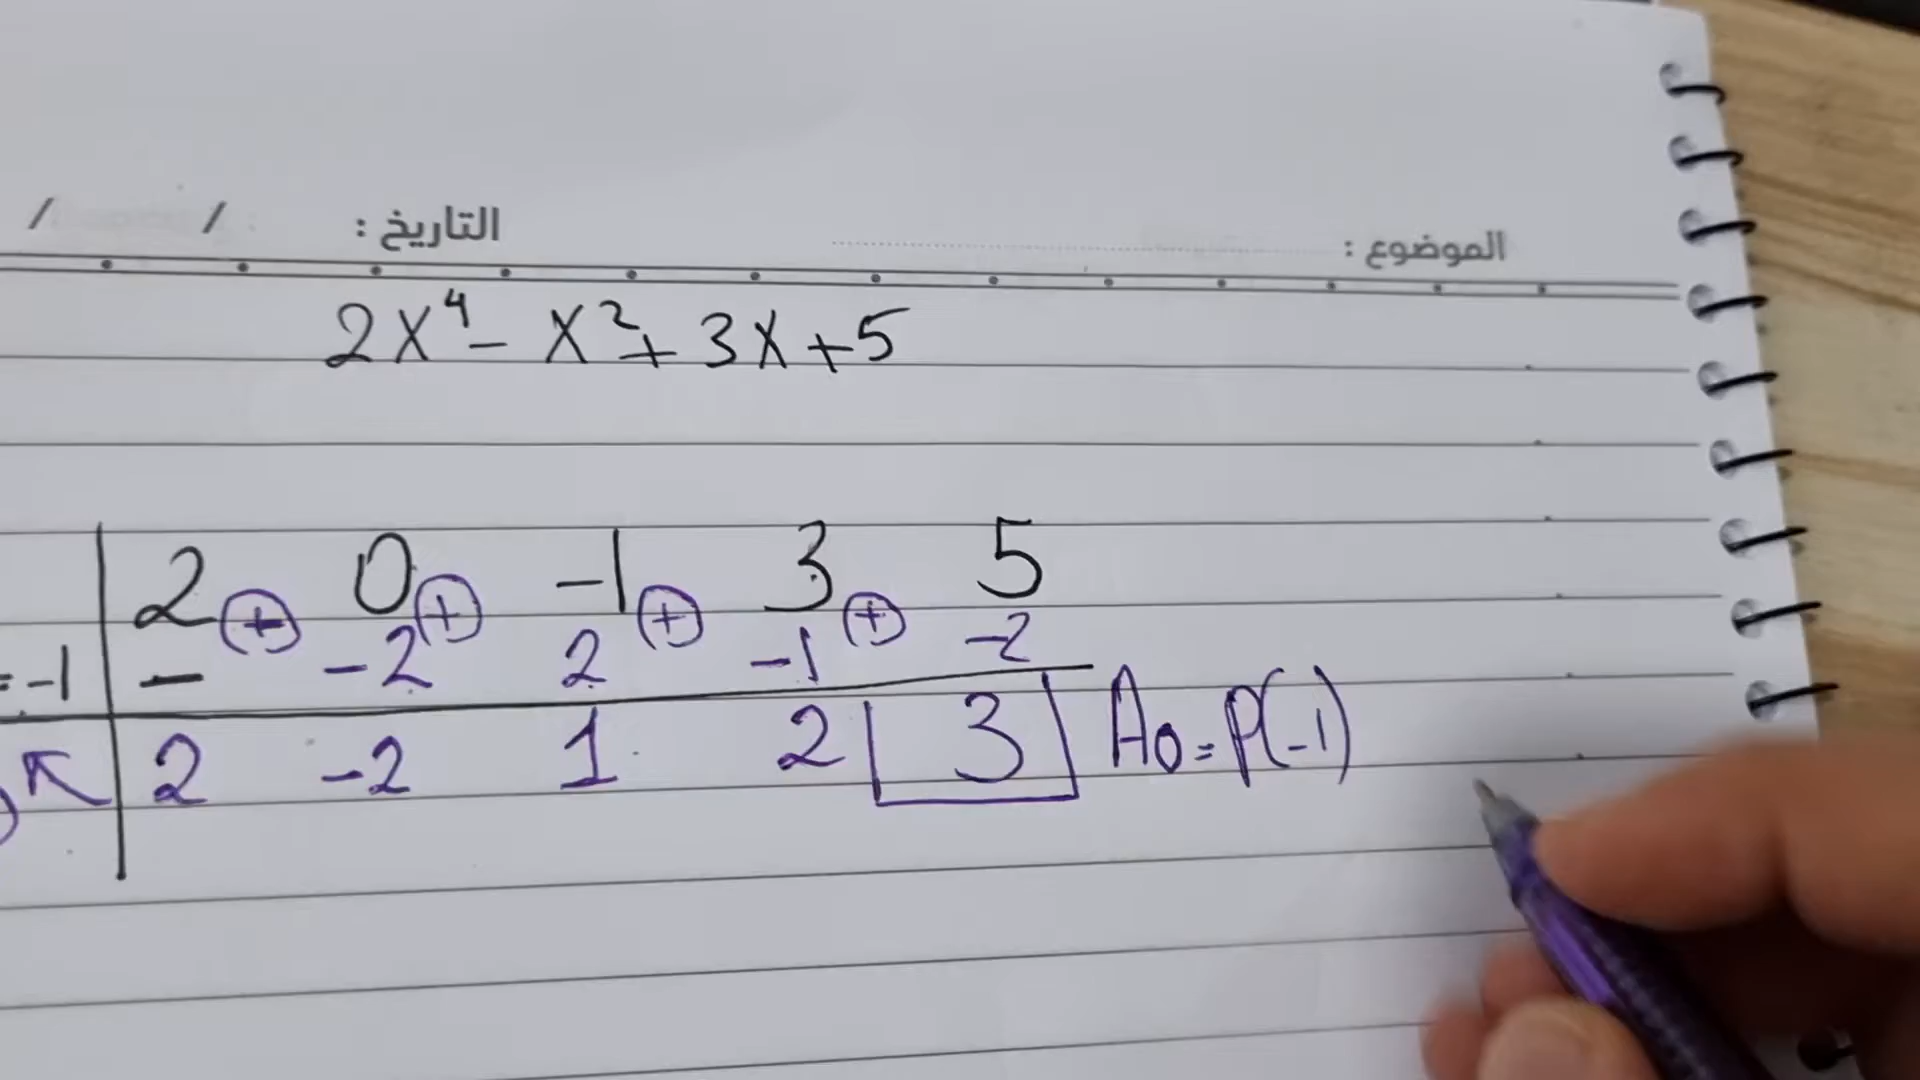 الموضوع : التاريخ : / /
2x⁴ - x² + 3x + 5
2 + 0 + -1 + 3 + 5
= -1 - -2 2 -1 -2
2 -2 1 2 3 A₀ = P(-1)